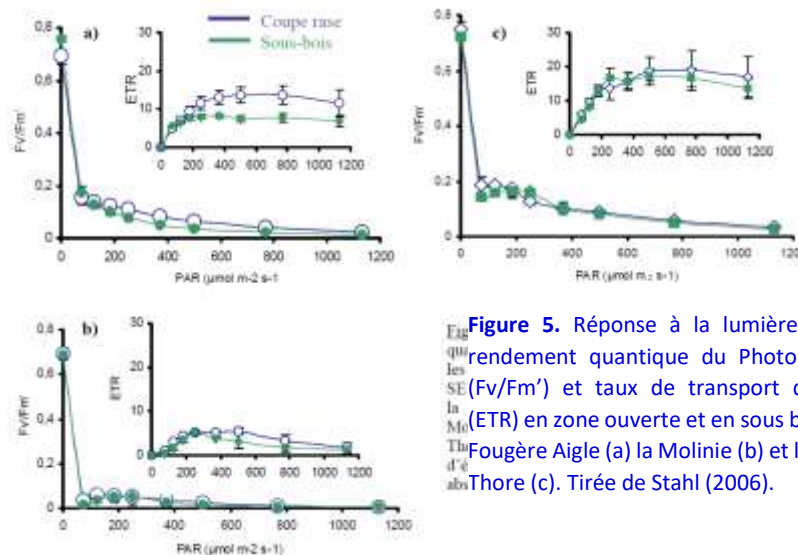 a)
Coupe rase
Sous-bois
0,8
0,6
0,4
0,2
0
Fv/Fm'
30
20
10
0
ETR
0 200 400 600 800 1000 1200
0 200 400 600 800 1000 1200
PAR (µmol m-2 s-1
c)
0,8
0,6
0,4
0,2
0
Fv/Fm'
30
20
10
0
ETR
0 200 400 600 800 1000 1200
0 200 400 600 800 1000 1200
PAR (µmol m-2 s-1)
b)
0,8
0,6
0,4
0,2
0
Fv/Fm'
30
20
10
0
ETR
0 200 400 600 800 1000 1200
0 200 400 600 800 1000 1200
PAR (µmol m-2 s-1)
Figure 5. Réponse à la lumière
rendement quantique du Photo
(Fv/Fm’) et taux de transport d
(ETR) en zone ouverte et en sous b
Fougère Aigle (a) la Molinie (b) et l
Thore (c). Tirée de Stahl (2006).